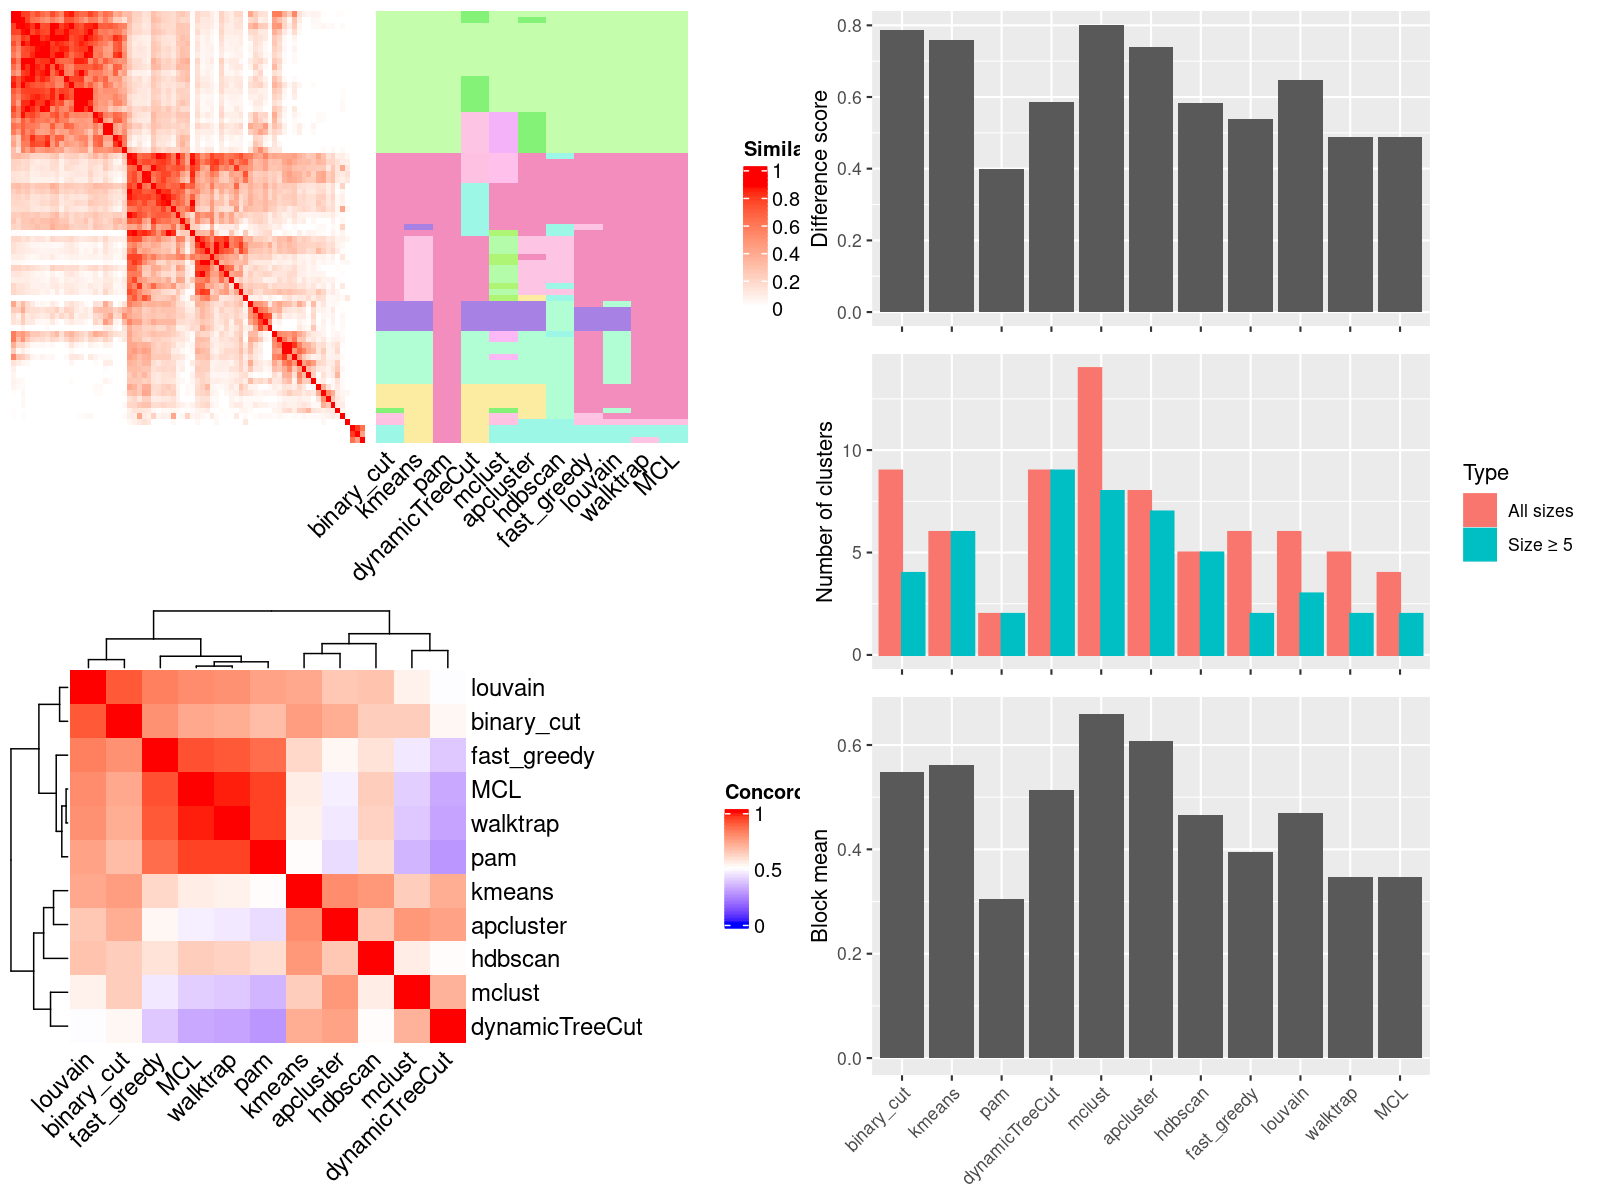 Simila
1
0.8
0.6
0.4
0.2
0
binary_cut
kmeans
pam
dynamicTreeCut
mclust
apcluster
hdbscan
fast_greedy
louvain
walktrap
MCL
louvain
binary_cut
fast_greedy
MCL
walktrap
pam
kmeans
apcluster
hdbscan
mclust
dynamicTreeCut
Concord
1
0.5
0
louvain
binary_cut
fast_greedy
MCL
walktrap
pam
kmeans
apcluster
hdbscan
mclust
dynamicTreeCut
Difference score
0.8
0.6
0.4
0.2
0.0
Number of clusters
10
5
0
Type
All sizes
Size ≥ 5
Block mean
0.6
0.4
0.2
0.0
binary_cut
kmeans
pam
dynamicTreeCut
mclust
apcluster
hdbscan
fast_greedy
louvain
walktrap
MCL